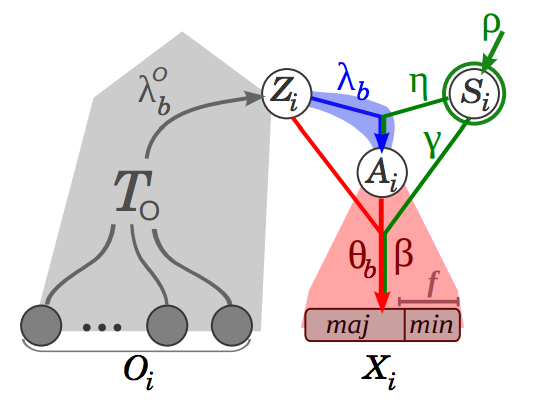 ρ
λ_b^O
Z_i
λ_b
η
S_i
γ
A_i
T_O
θ_b
β
f
...
maj
min
O_i
X_i